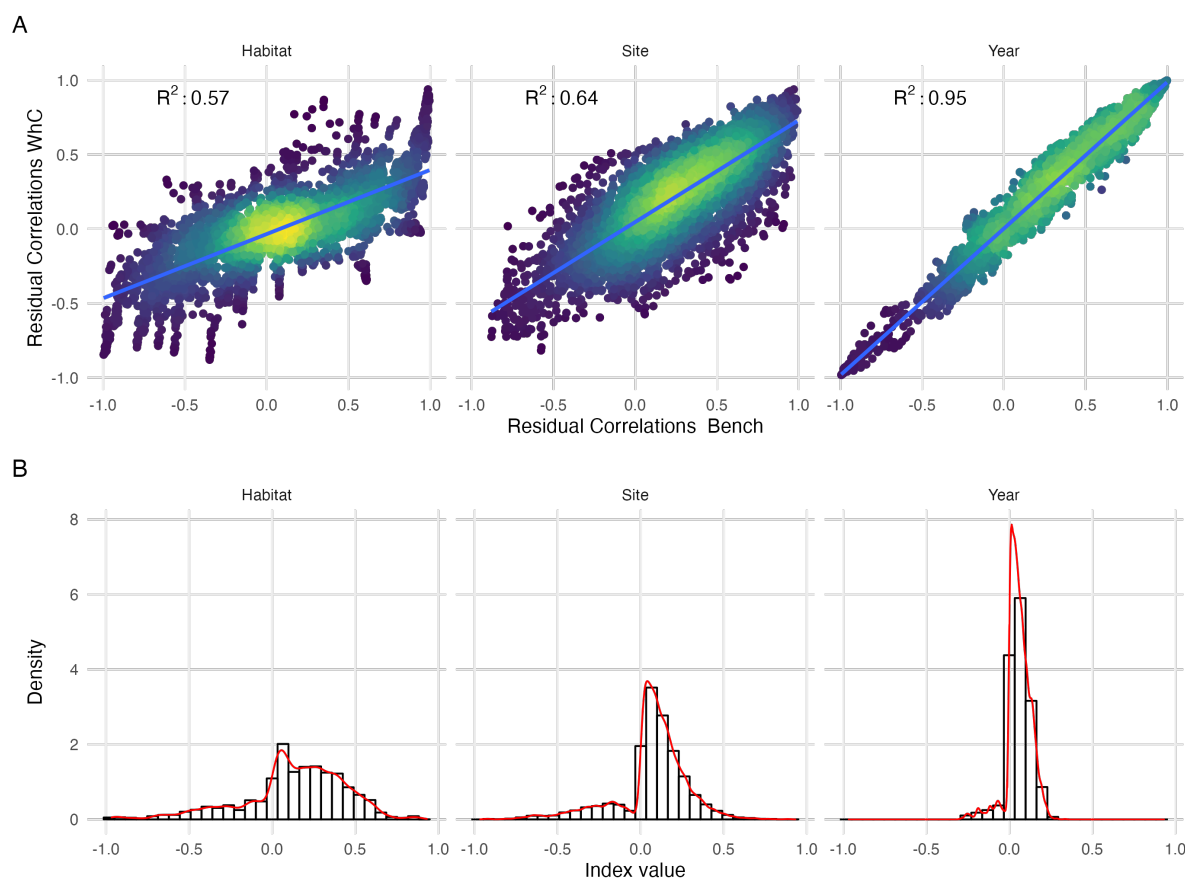 A
Habitat Site Year
R²: 0.57 R²: 0.64 R²: 0.95
Residual Correlations WhC
1.0
0.5
0.0
-0.5
-1.0
-1.0 -0.5 0.0 0.5 1.0 -1.0 -0.5 0.0 0.5 1.0 -1.0 -0.5 0.0 0.5 1.0
Residual Correlations Bench
B
Habitat Site Year
Density
8
6
4
2
0
-1.0 -0.5 0.0 0.5 1.0 -1.0 -0.5 0.0 0.5 1.0 -1.0 -0.5 0.0 0.5 1.0
Index value